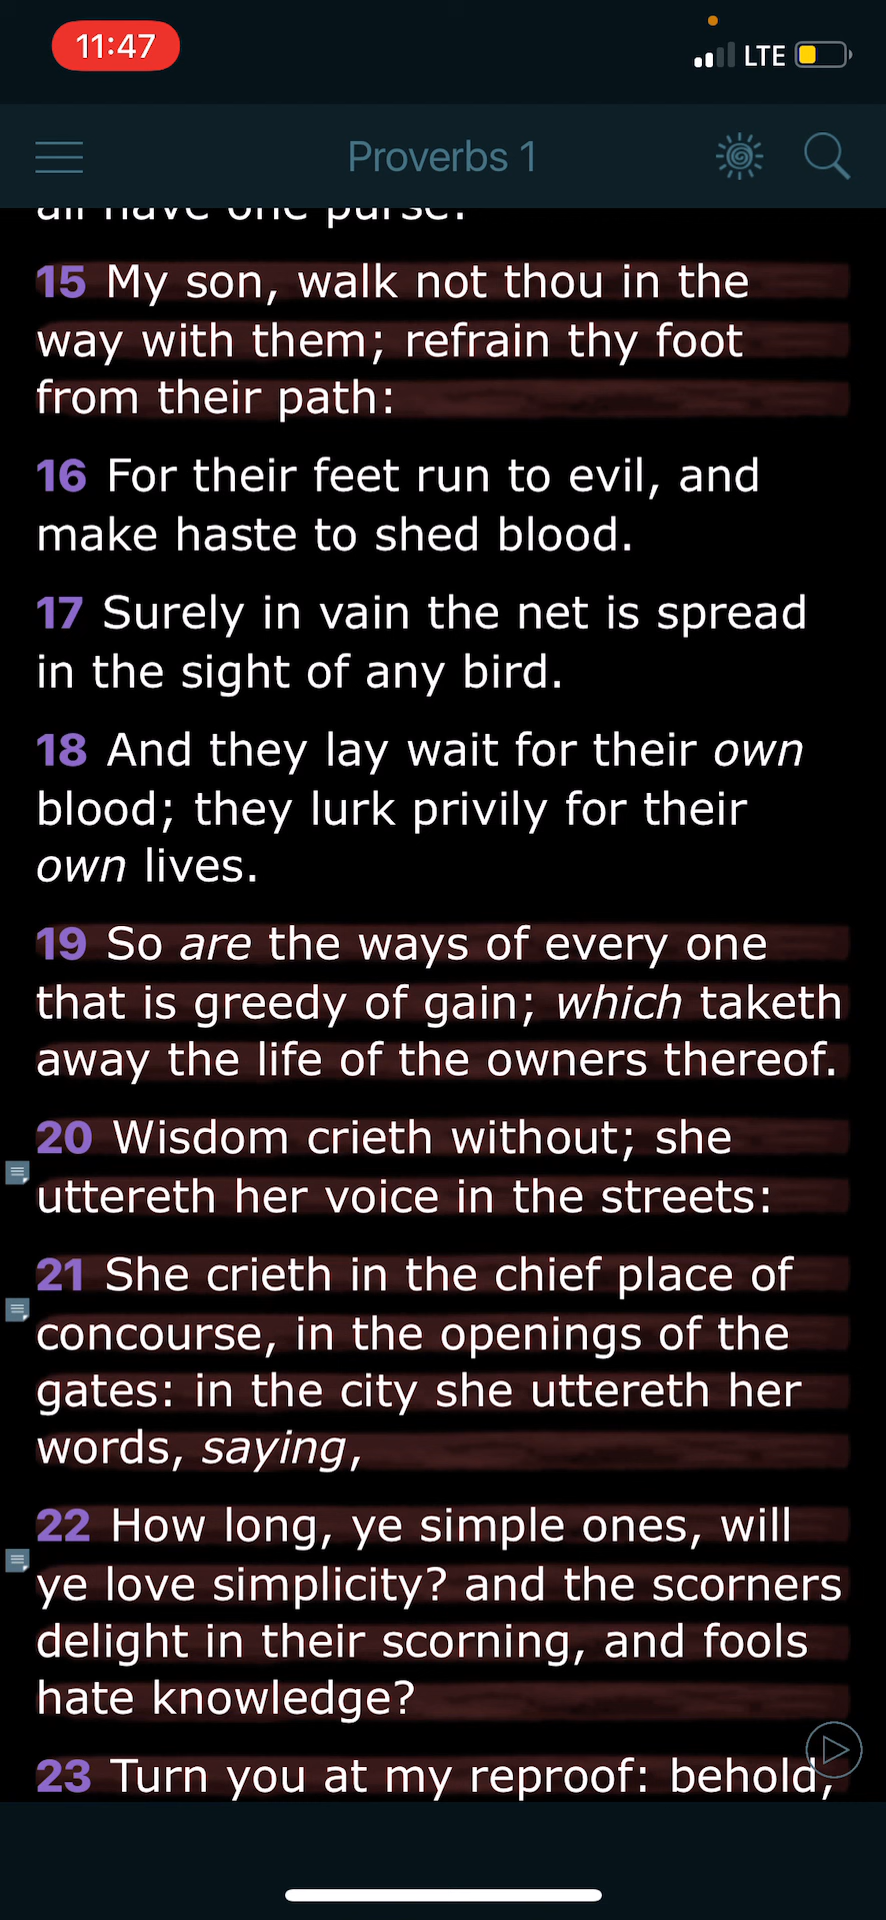 11:47
LTE
Proverbs 1
all have one purse:
15 My son, walk not thou in the
way with them; refrain thy foot
from their path:
16 For their feet run to evil, and
make haste to shed blood.
17 Surely in vain the net is spread
in the sight of any bird.
18 And they lay wait for their own
blood; they lurk privily for their
own lives.
19 So are the ways of every one
that is greedy of gain; which taketh
away the life of the owners thereof.
20 Wisdom crieth without; she
uttereth her voice in the streets:
21 She crieth in the chief place of
concourse, in the openings of the
gates: in the city she uttereth her
words, saying,
22 How long, ye simple ones, will
ye love simplicity? and the scorners
delight in their scorning, and fools
hate knowledge?
23 Turn you at my reproof: behold,